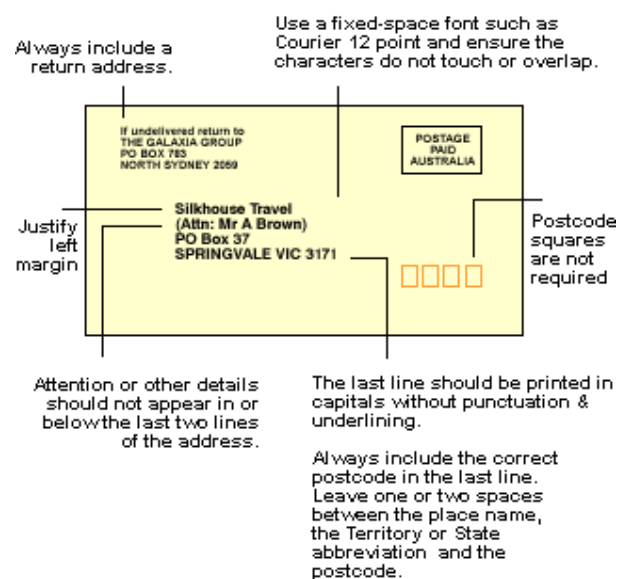 Always include a
return address.
Use a fixed-space font such as
Courier 12 point and ensure the
characters do not touch or overlap.
If undelivered return to
THE GALAXIA GROUP
PO BOX 783
NORTH SYDNEY 2059
POSTAGE
PAID
AUSTRALIA
Justify
left
margin
Silkhouse Travel
(Attn: Mr A Brown)
PO Box 37
SPRINGVALE VIC 3171
Postcode
squares
are not
required
Attention or other details
should not appear in or
below the last two lines
of the address.
The last line should be printed in
capitals without punctuation &
underlining.
Always include the correct
postcode in the last line.
Leave one or two spaces
between the place name,
the Territory or State
abbreviation and the
postcode.